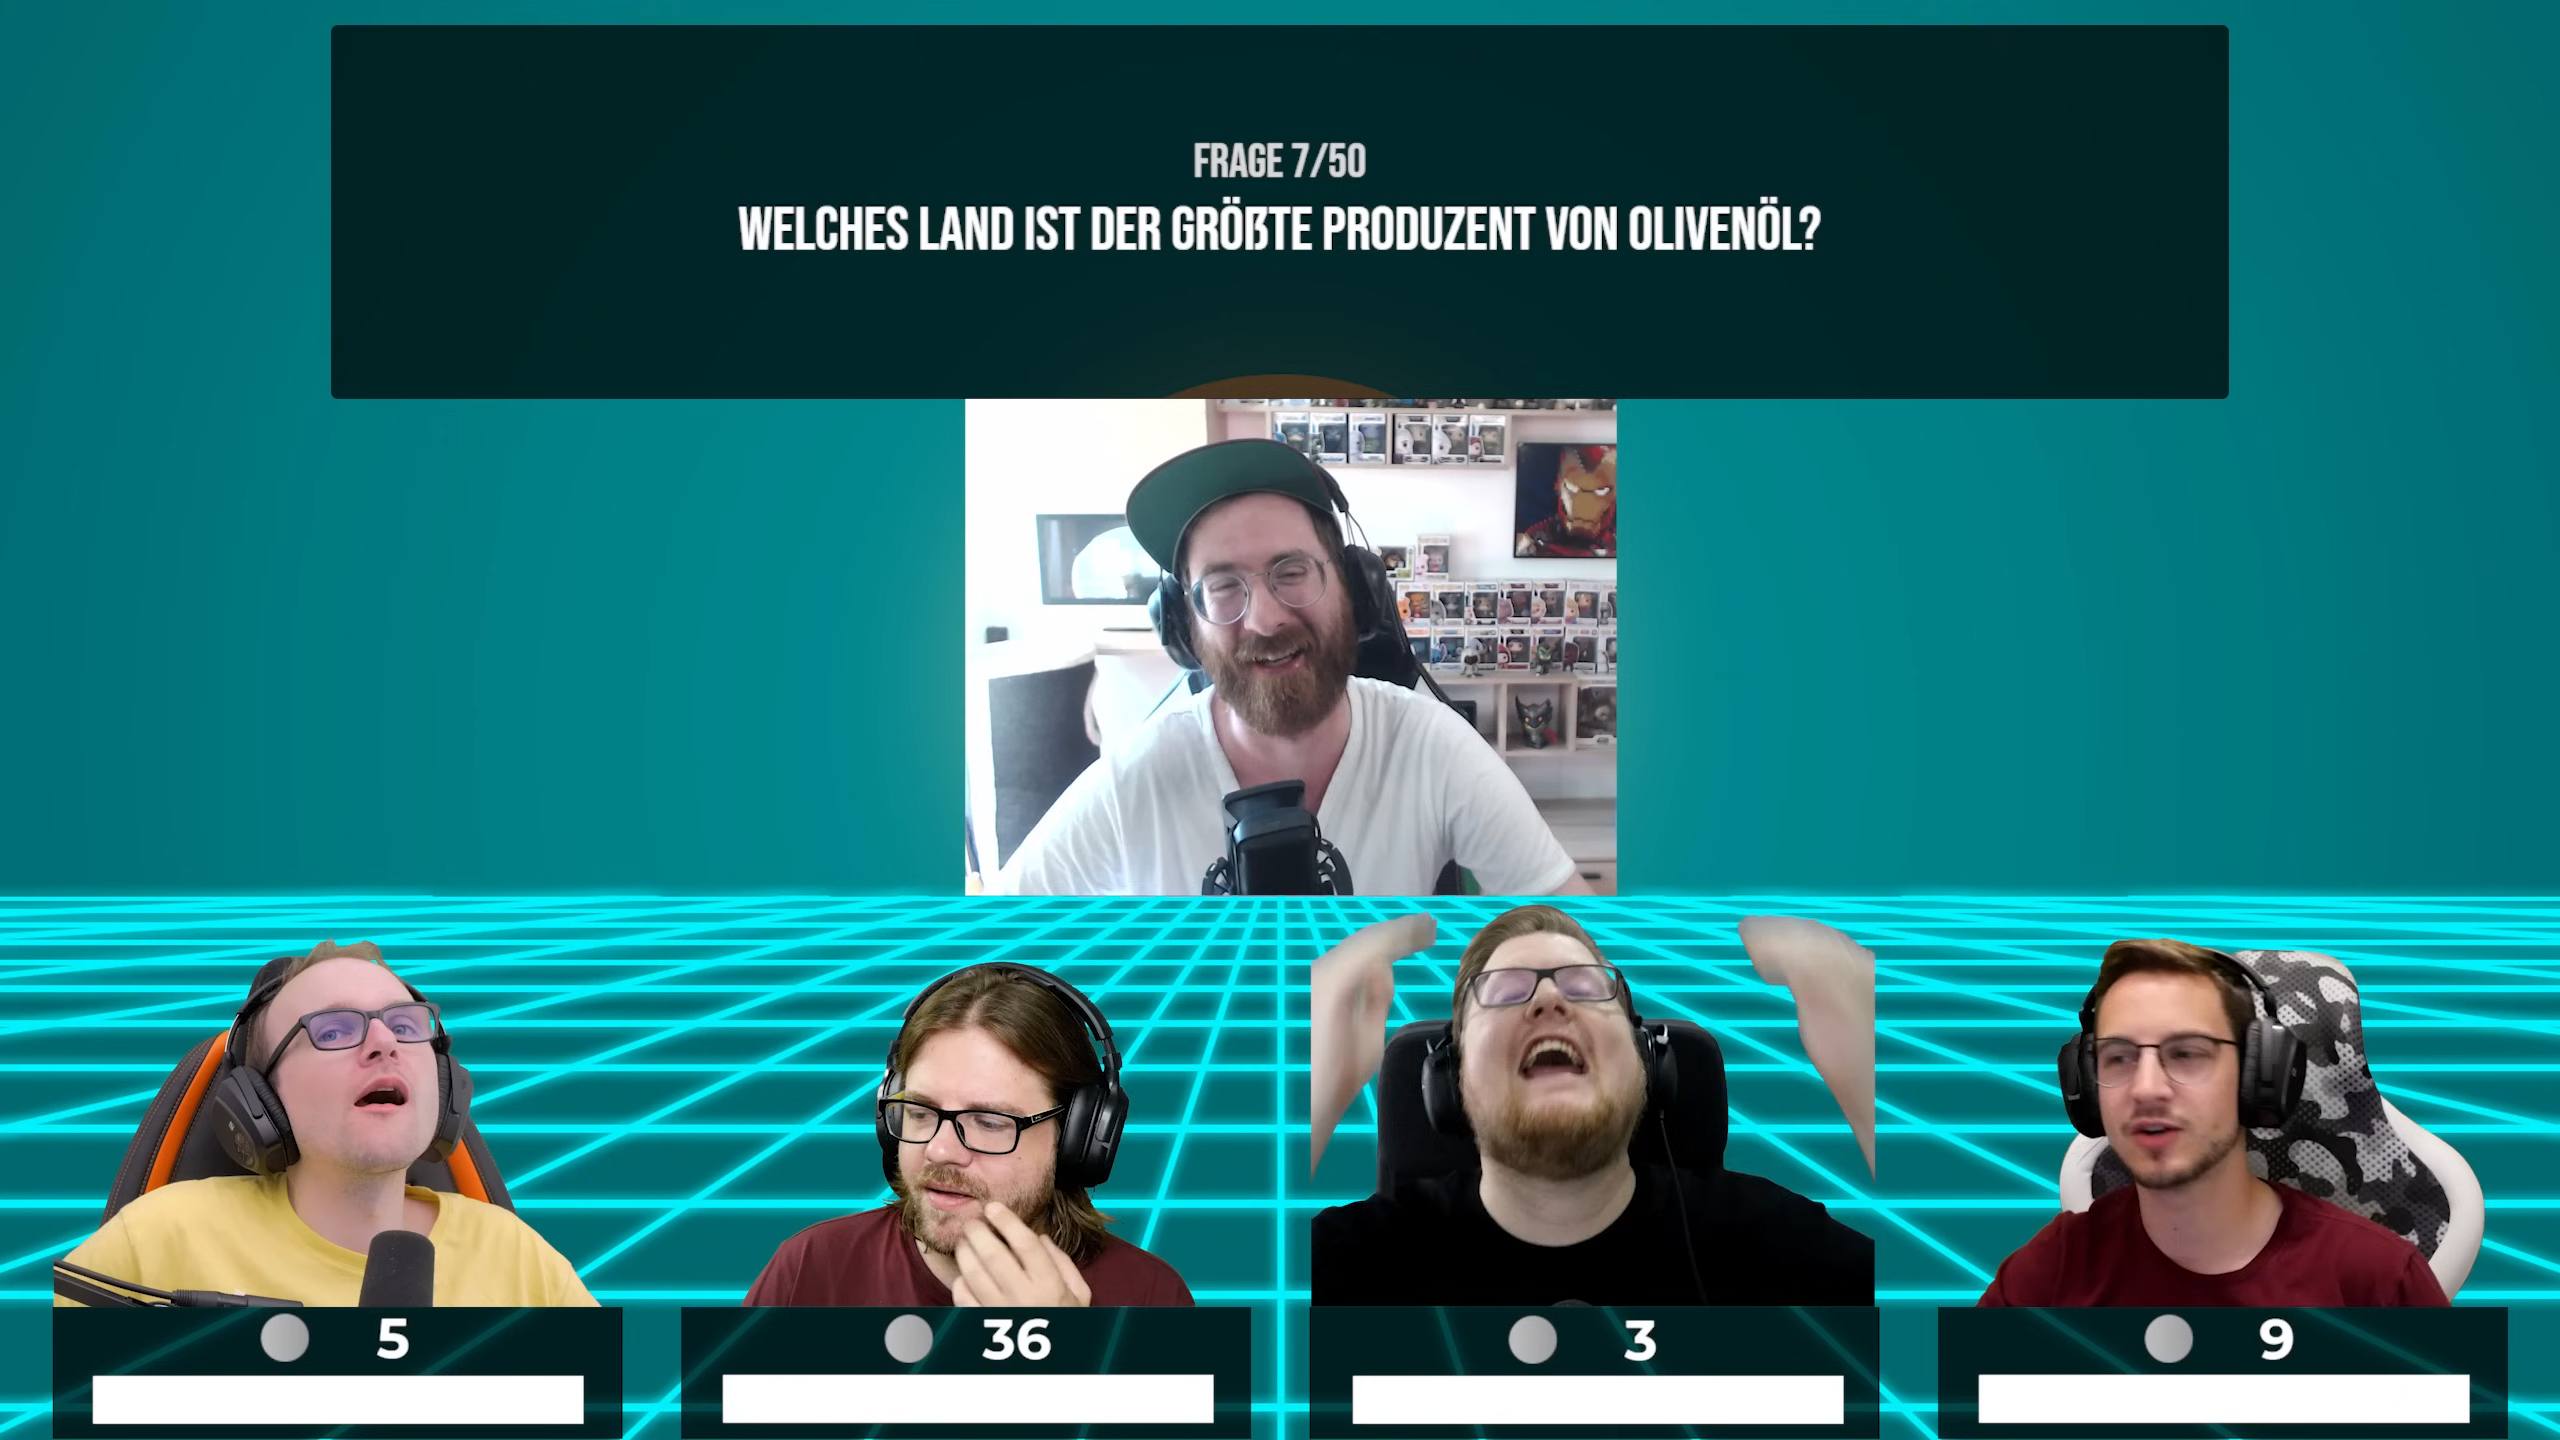 FRAGE 7/50
WELCHES LAND IST DER GRÖẞTE PRODUZENT VON OLIVENÖL?
5
36
3
9